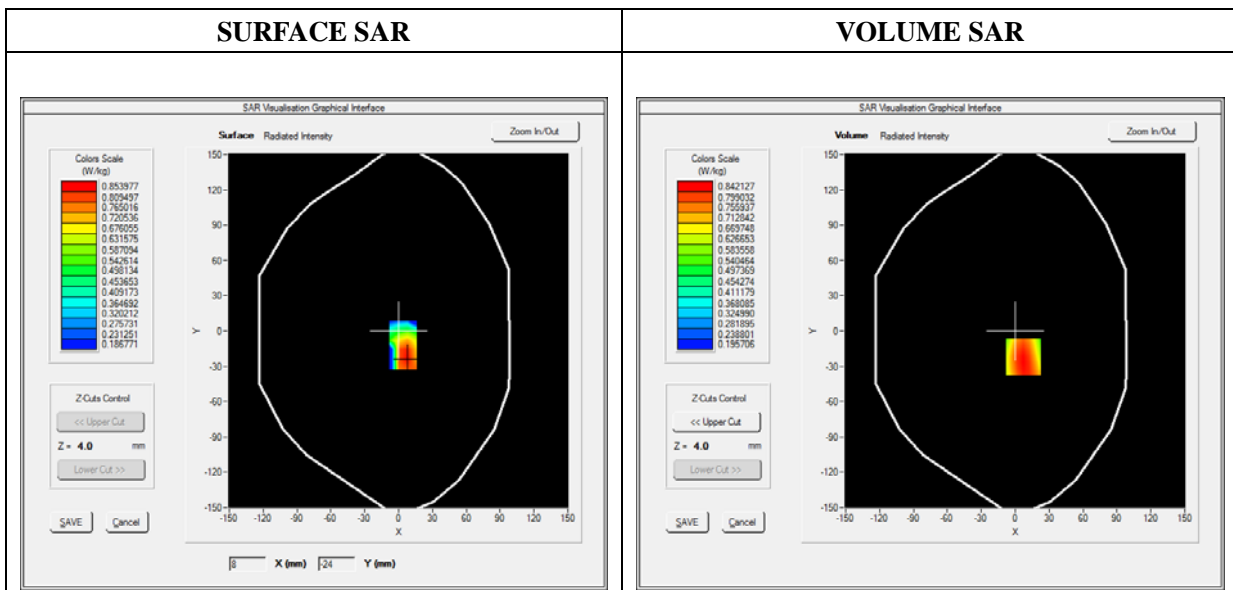 SURFACE SAR
VOLUME SAR
SAR Visualisation Graphical Interface
Surface Radiated Intensity
Zoom In/Out
Colors Scale
(W/kg)
0.853977
0.809497
0.765016
0.720536
0.676055
0.631575
0.587094
0.542614
0.498134
0.453653
0.409173
0.364692
0.320212
0.275731
0.231251
0.186771
Z-Cuts Control
<< Upper Cut
Z = 4.0 mm
Lower Cut >>
SAVE Cancel
150
120
90
60
30
0
-30
-60
-90
-120
-150
Y
-150 -120 -90 -60 -30 0 30 60 90 120 150
X
8 X (mm) -24 Y (mm)
SAR Visualisation Graphical Interface
Volume Radiated Intensity
Zoom In/Out
Colors Scale
(W/kg)
0.842127
0.799032
0.755937
0.712842
0.669748
0.626653
0.583558
0.540464
0.497369
0.454274
0.411179
0.368085
0.324990
0.281895
0.238801
0.195706
Z-Cuts Control
<< Upper Cut
Z = 4.0 mm
Lower Cut >>
SAVE Cancel
150
120
90
60
30
0
-30
-60
-90
-120
-150
Y
-150 -120 -90 -60 -30 0 30 60 90 120 150
X